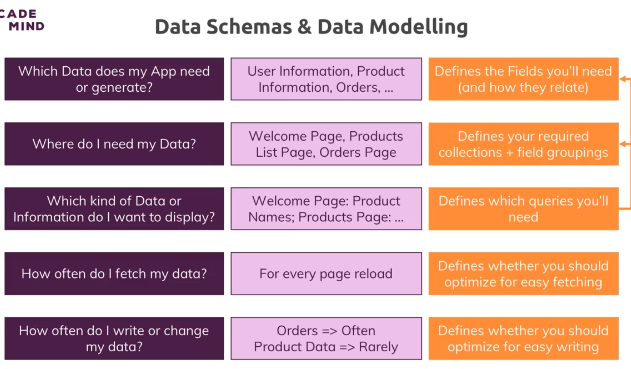 CADE
MIND
Data Schemas & Data Modelling
Which Data does my App need
or generate?
User Information, Product
Information, Orders, ...
Defines the Fields you'll need
(and how they relate)
Where do I need my Data?
Welcome Page, Products
List Page, Orders Page
Defines your required
collections + field groupings
Which kind of Data or
Information do I want to display?
Welcome Page: Product
Names; Products Page: ...
Defines which queries you'll
need
How often do I fetch my data?
For every page reload
Defines whether you should
optimize for easy fetching
How often do I write or change
my data?
Orders => Often
Product Data => Rarely
Defines whether you should
optimize for easy writing